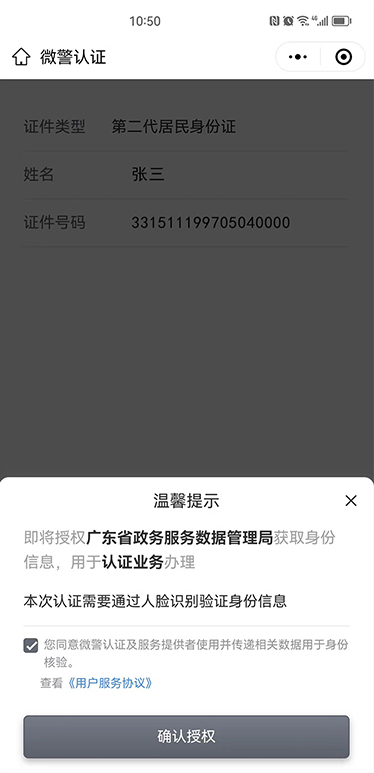 10:50
4G
微警认证
证件类型 第二代居民身份证
姓名 张三
证件号码 331511199705040000
温馨提示
即将授权广东省政务服务数据管理局获取身份
信息，用于认证业务办理
本次认证需要通过人脸识别验证身份信息
您同意微警认证及服务提供者使用并传递相关数据用于身份
核验。
查看《用户服务协议》
确认授权